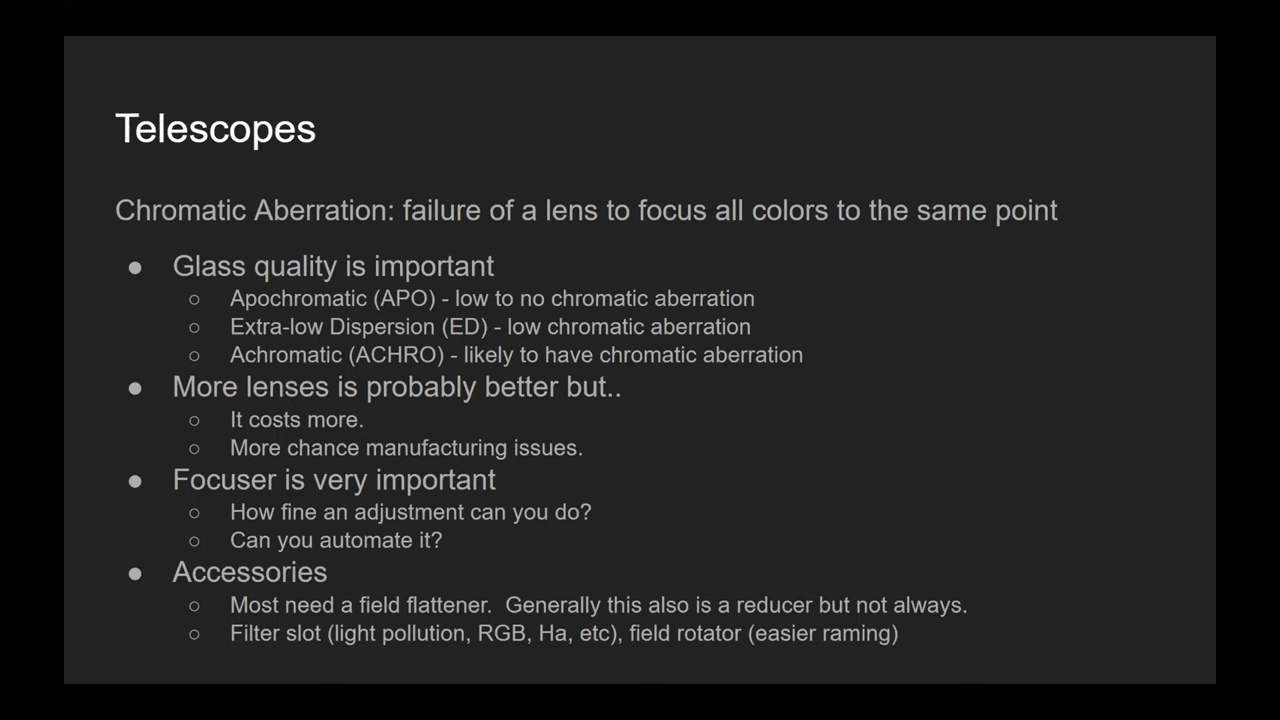 Telescopes
Chromatic Aberration: failure of a lens to focus all colors to the same point
● Glass quality is important
○ Apochromatic (APO) - low to no chromatic aberration
○ Extra-low Dispersion (ED) - low chromatic aberration
○ Achromatic (ACHRO) - likely to have chromatic aberration
● More lenses is probably better but..
○ It costs more.
○ More chance manufacturing issues.
● Focuser is very important
○ How fine an adjustment can you do?
○ Can you automate it?
● Accessories
○ Most need a field flattener.  Generally this also is a reducer but not always.
○ Filter slot (light pollution, RGB, Ha, etc), field rotator (easier raming)